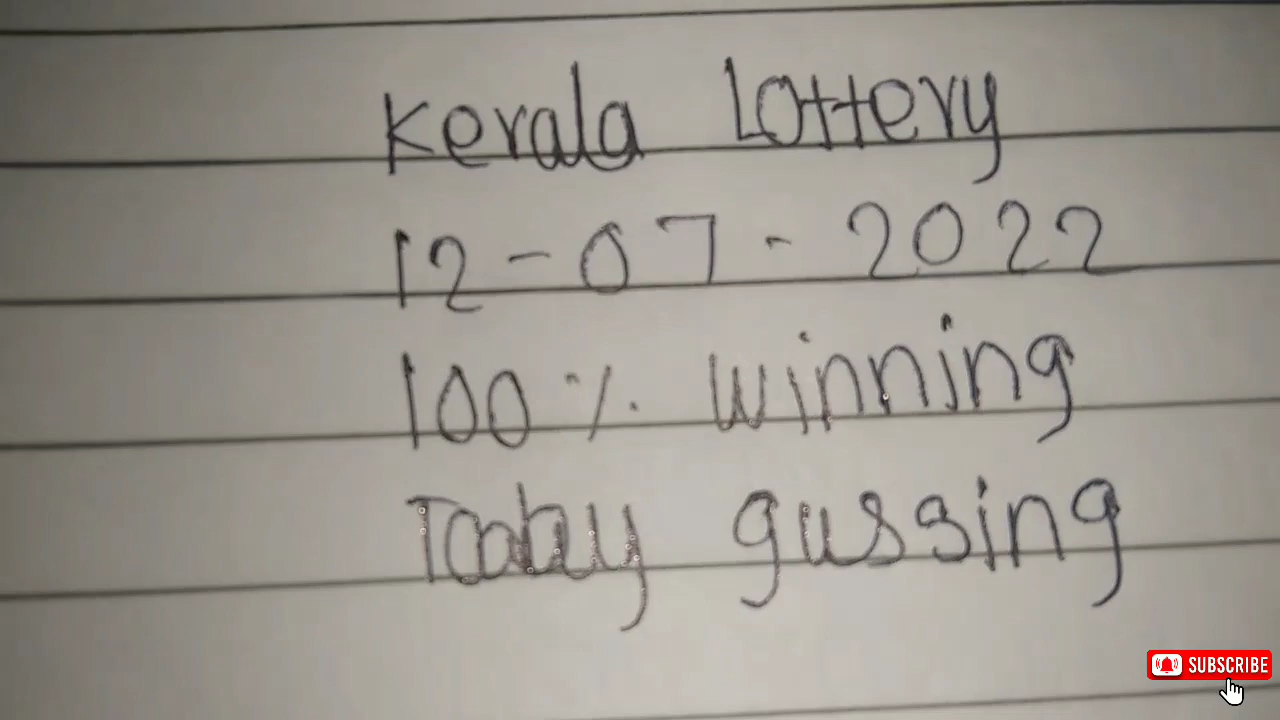 Kerala Lottery
12-07-2022
100% winning
Today gussing
SUBSCRIBE